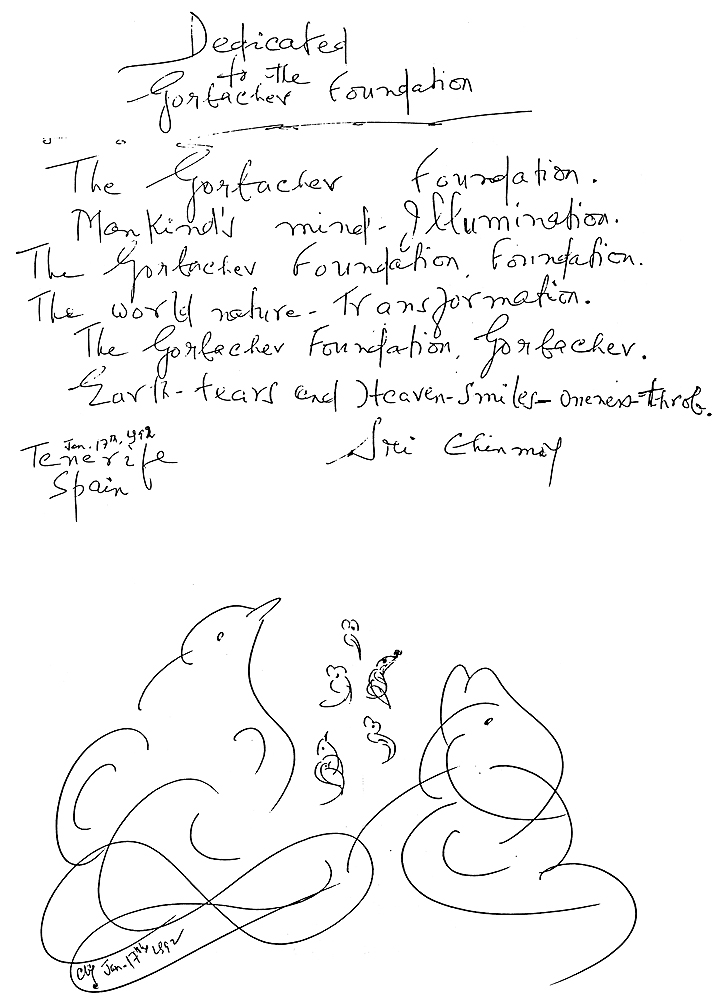 Dedicated
to the
Gorbachev Foundation
The Gorbachev Foundation.
Mankind's mind-Illumination.
The Gorbachev Foundation, Foundation.
The world nature-Transformation.
The Gorbachev Foundation, Gorbachev.
Earth-tears and Heaven-Smiles-oneness-throb.
Jan. 17th, 1992
Tenerife
Spain
Sri Chinmoy
Jan-17th 1992